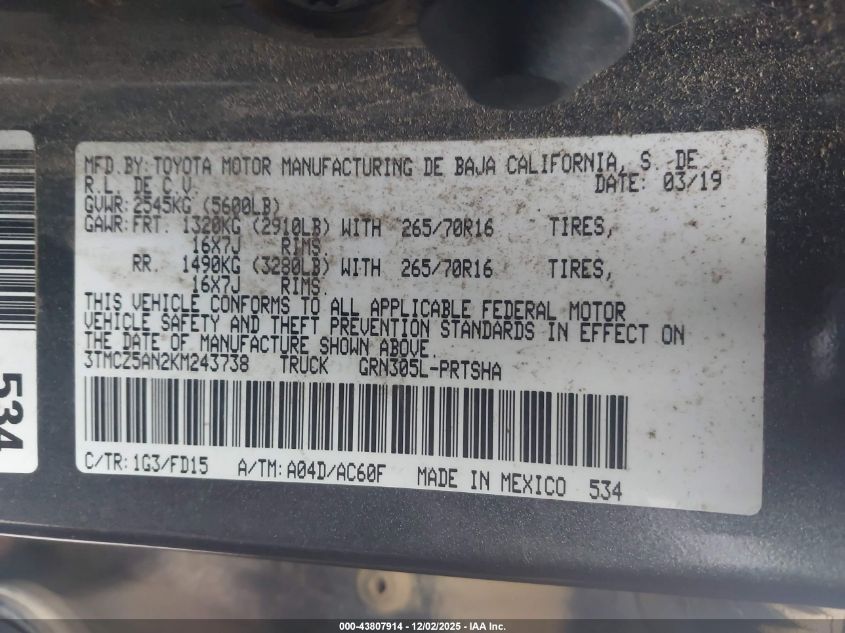 MFD.BY:TOYOTA MOTOR MANUFACTURING DE BAJA CALIFORNIA, S. DE
R.L. DE C.V. DATE: 03/19
GVWR:2545KG (5600LB)
GAWR:FRT. 1320KG (2910LB) WITH 265/70R16 TIRES,
16X7J RIMS
RR. 1490KG (3280LB) WITH 265/70R16 TIRES,
16X7J RIMS
THIS VEHICLE CONFORMS TO ALL APPLICABLE FEDERAL MOTOR
VEHICLE SAFETY AND THEFT PREVENTION STANDARDS IN EFFECT ON
THE DATE OF MANUFACTURE SHOWN ABOVE.
3TMCZ5AN2KM243738 TRUCK GRN305L-PRTSHA
C/TR: 1G3/FD15 A/TM: A04D/AC60F MADE IN MEXICO 534
534
000-43807914 - 12/02/2025 - IAA Inc.